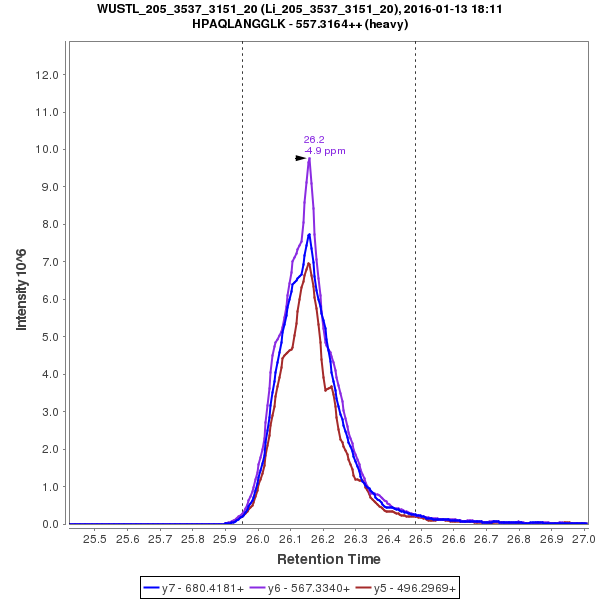 WUSTL_205_3537_3151_20 (Li_205_3537_3151_20), 2016-01-13 18:11
HPAQLANGGLK - 557.3164++ (heavy)
12.0
11.0
10.0
9.0
8.0
7.0
6.0
5.0
4.0
3.0
2.0
1.0
0.0
Intensity 10^6
26.2
-4.9 ppm
25.5 25.6 25.7 25.8 25.9 26.0 26.1 26.2 26.3 26.4 26.5 26.6 26.7 26.8 26.9 27.0
Retention Time
y7 - 680.4181+ y6 - 567.3340+ y5 - 496.2969+